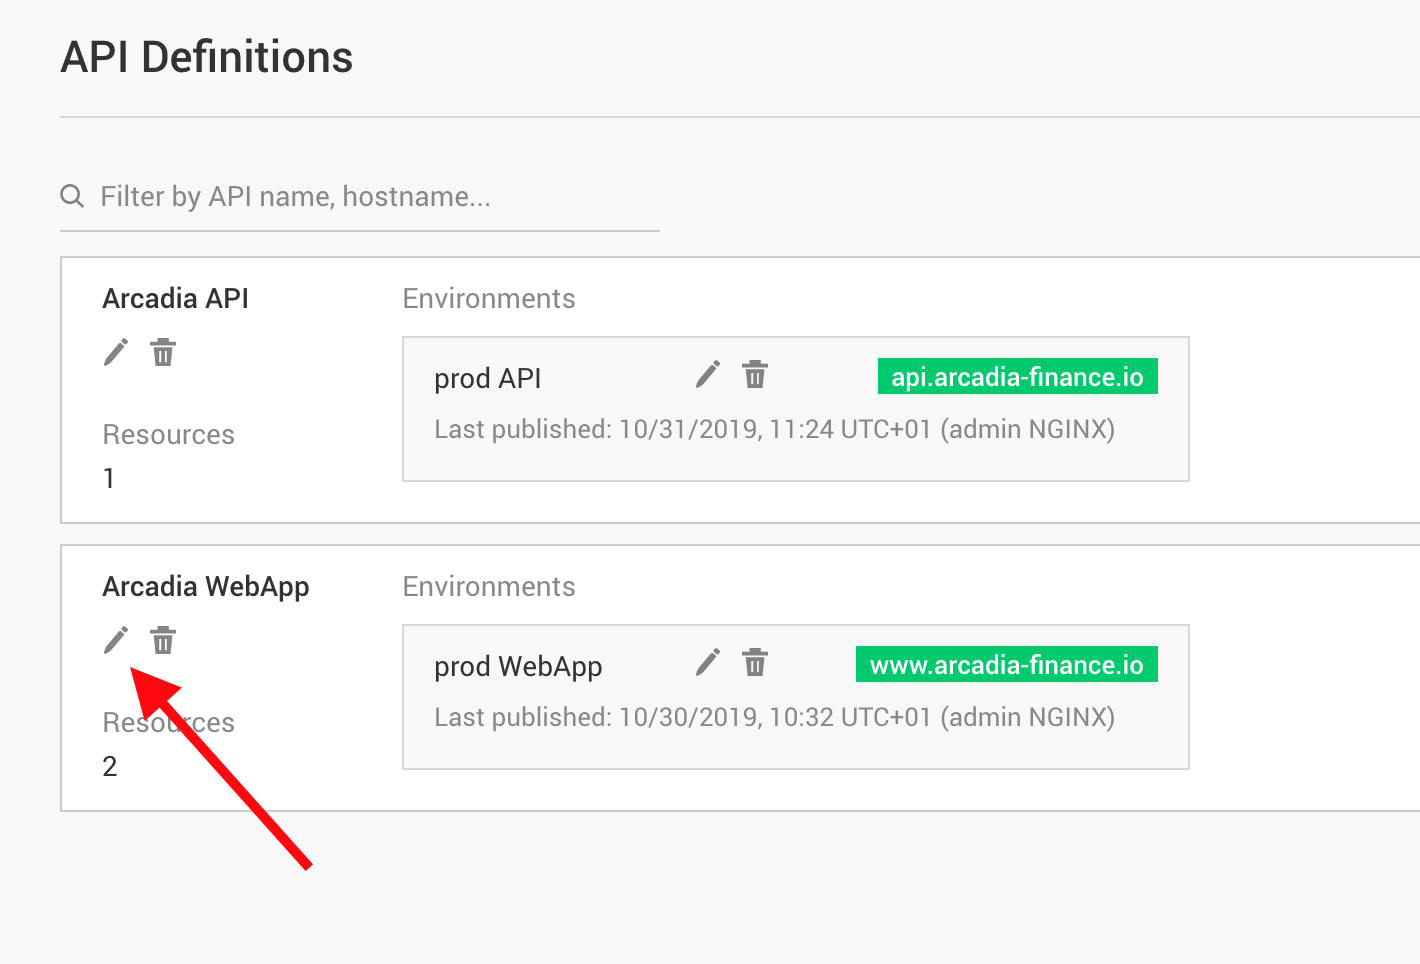 API Definitions
Filter by API name, hostname...
Arcadia API
Environments
prod API
api.arcadia-finance.io
Last published: 10/31/2019, 11:24 UTC+01 (admin NGINX)
Resources
1
Arcadia WebApp
Environments
prod WebApp
www.arcadia-finance.io
Last published: 10/30/2019, 10:32 UTC+01 (admin NGINX)
Resources
2